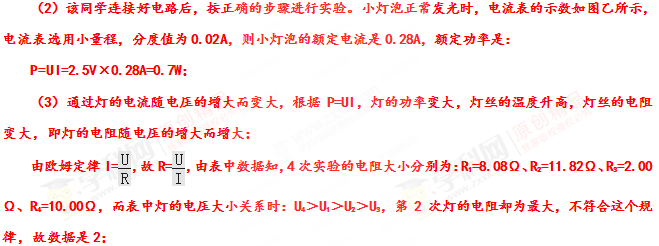 (2) 该同学连接好电路后，按正确的步骤进行实验。小灯泡正常发光时，电流表的示数如图乙所示，
电流表选用小量程，分度值为 0.02A，则小灯泡的额定电流是 0.28A，额定功率是：
P=UI=2.5V×0.28A=0.7W；
(3) 通过灯的电流随电压的增大而变大，根据 P=UI，灯的功率变大，灯丝的温度升高，灯丝的电阻
变大，即灯的电阻随电压的增大而增大；
由欧姆定律 I=U/R，故 R=U/I，由表中数据知，4 次实验的电阻大小分别为：R₁=8.08Ω、R₂=11.82Ω、R₃=2.00
Ω、R₄=10.00Ω，而表中灯的电压大小关系时：U₄＞U₁＞U₂＞U₃，第 2 次灯的电阻却为最大，不符合这个规
律，故数据是 2；